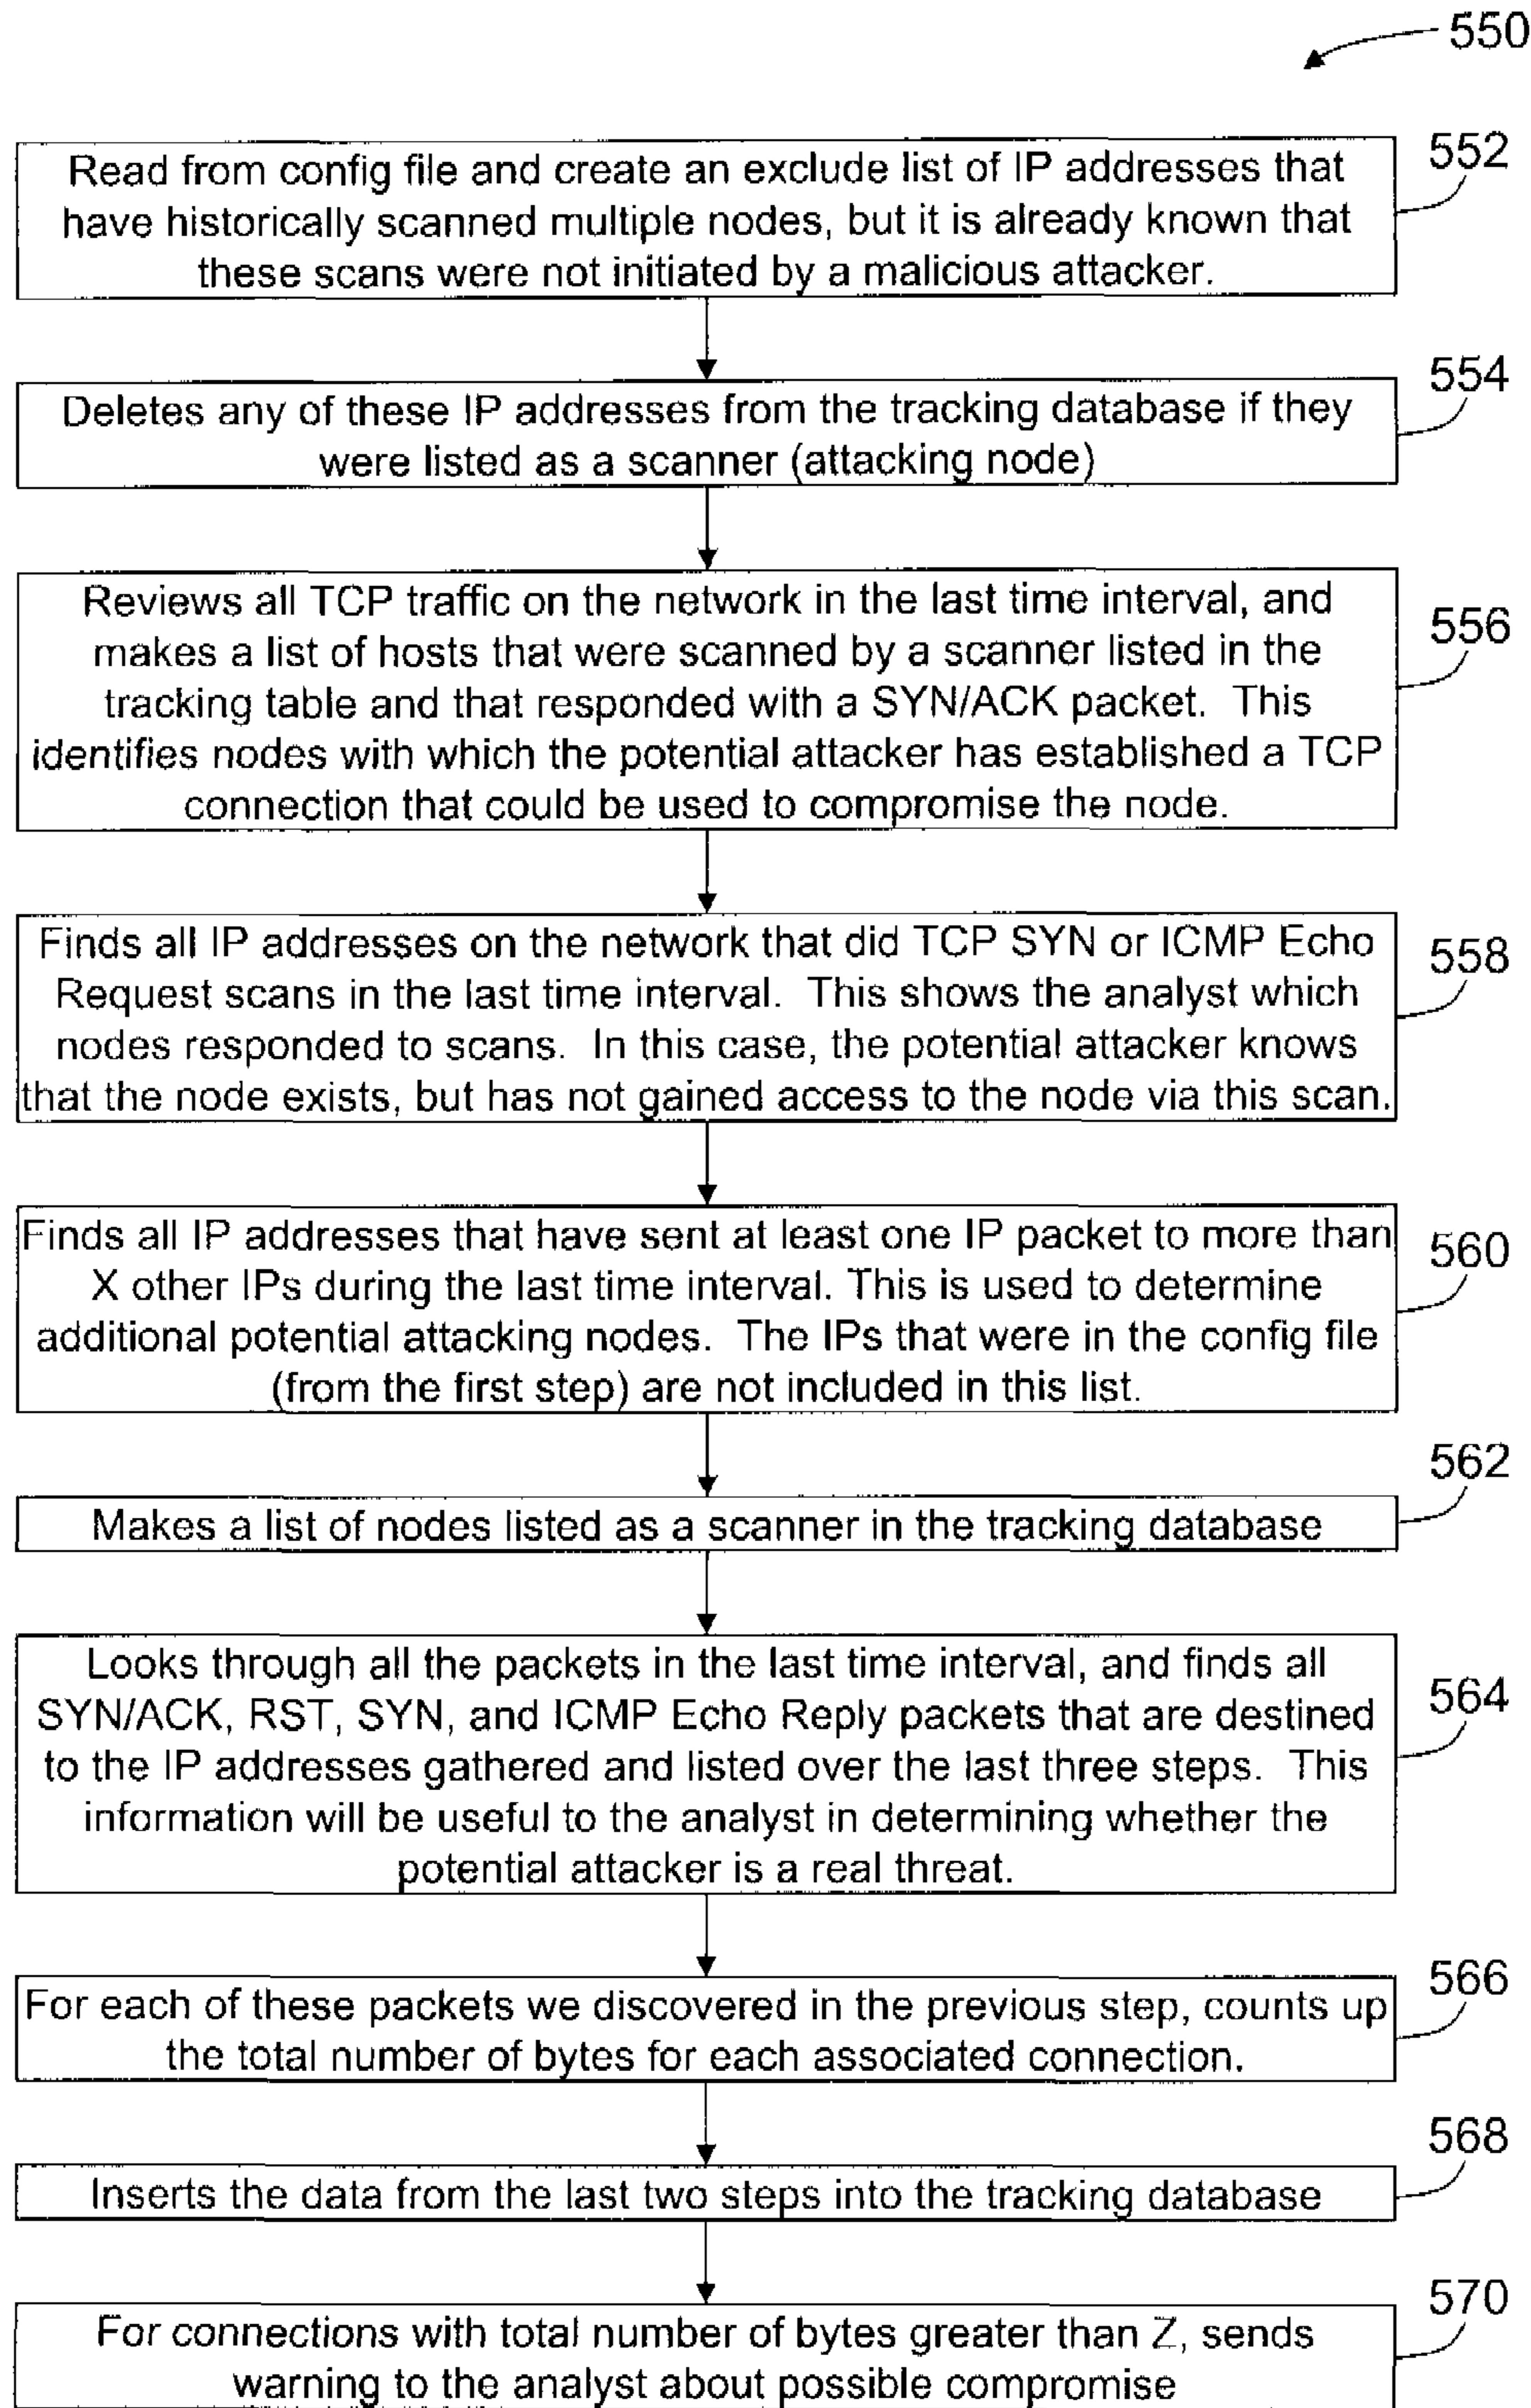 550
Read from config file and create an exclude list of IP addresses that
have historically scanned multiple nodes, but it is already known that
these scans were not initiated by a malicious attacker.
552
Deletes any of these IP addresses from the tracking database if they
were listed as a scanner (attacking node)
554
Reviews all TCP traffic on the network in the last time interval, and
makes a list of hosts that were scanned by a scanner listed in the
tracking table and that responded with a SYN/ACK packet. This
identifies nodes with which the potential attacker has established a TCP
connection that could be used to compromise the node.
556
Finds all IP addresses on the network that did TCP SYN or ICMP Echo
Request scans in the last time interval. This shows the analyst which
nodes responded to scans. In this case, the potential attacker knows
that the node exists, but has not gained access to the node via this scan.
558
Finds all IP addresses that have sent at least one IP packet to more than
X other IPs during the last time interval. This is used to determine
additional potential attacking nodes. The IPs that were in the config file
(from the first step) are not included in this list.
560
Makes a list of nodes listed as a scanner in the tracking database
562
Looks through all the packets in the last time interval, and finds all
SYN/ACK, RST, SYN, and ICMP Echo Reply packets that are destined
to the IP addresses gathered and listed over the last three steps. This
information will be useful to the analyst in determining whether the
potential attacker is a real threat.
564
For each of these packets we discovered in the previous step, counts up
the total number of bytes for each associated connection.
566
Inserts the data from the last two steps into the tracking database
568
For connections with total number of bytes greater than Z, sends
warning to the analyst about possible compromise
570